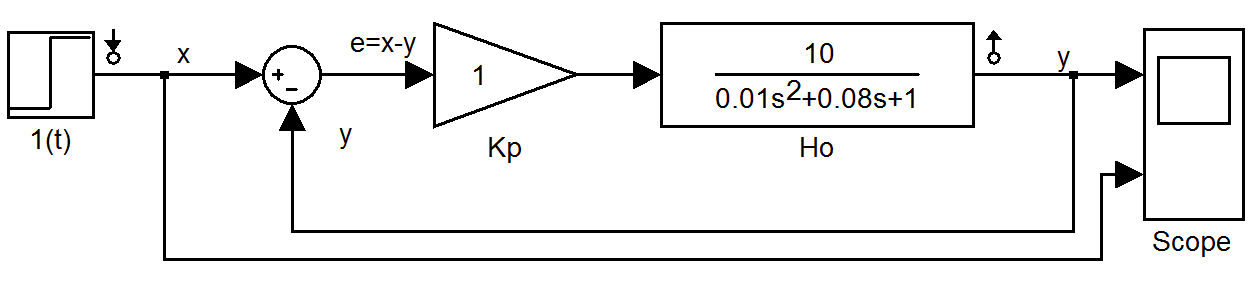 1(t)
x
+
−
e=x-y
y
1
Kp
10
0.01s²+0.08s+1
Ho
y
Scope